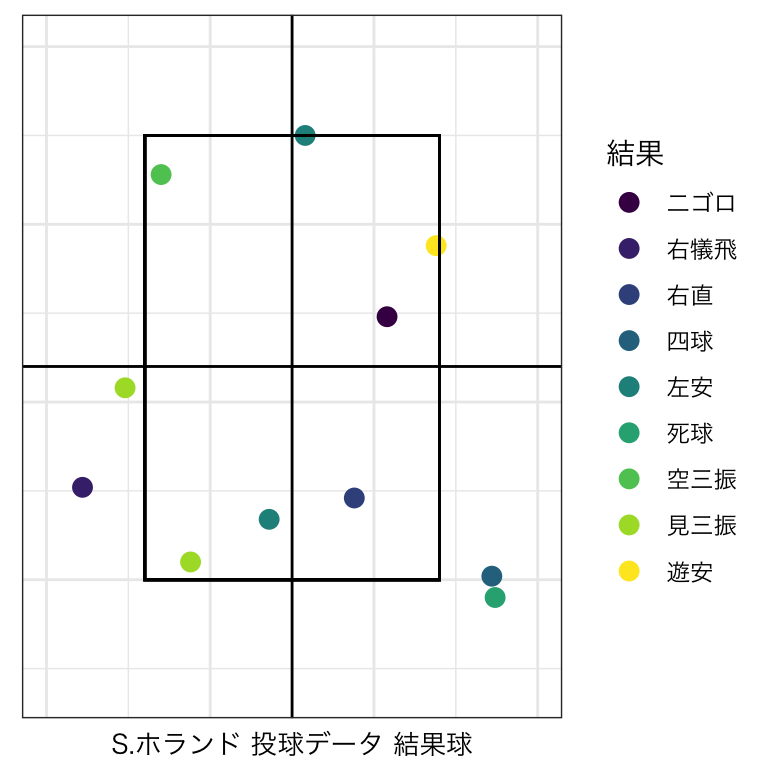 結果
二ゴロ
右犠飛
右直
四球
左安
死球
空三振
見三振
遊安
S.ホランド 投球データ 結果球